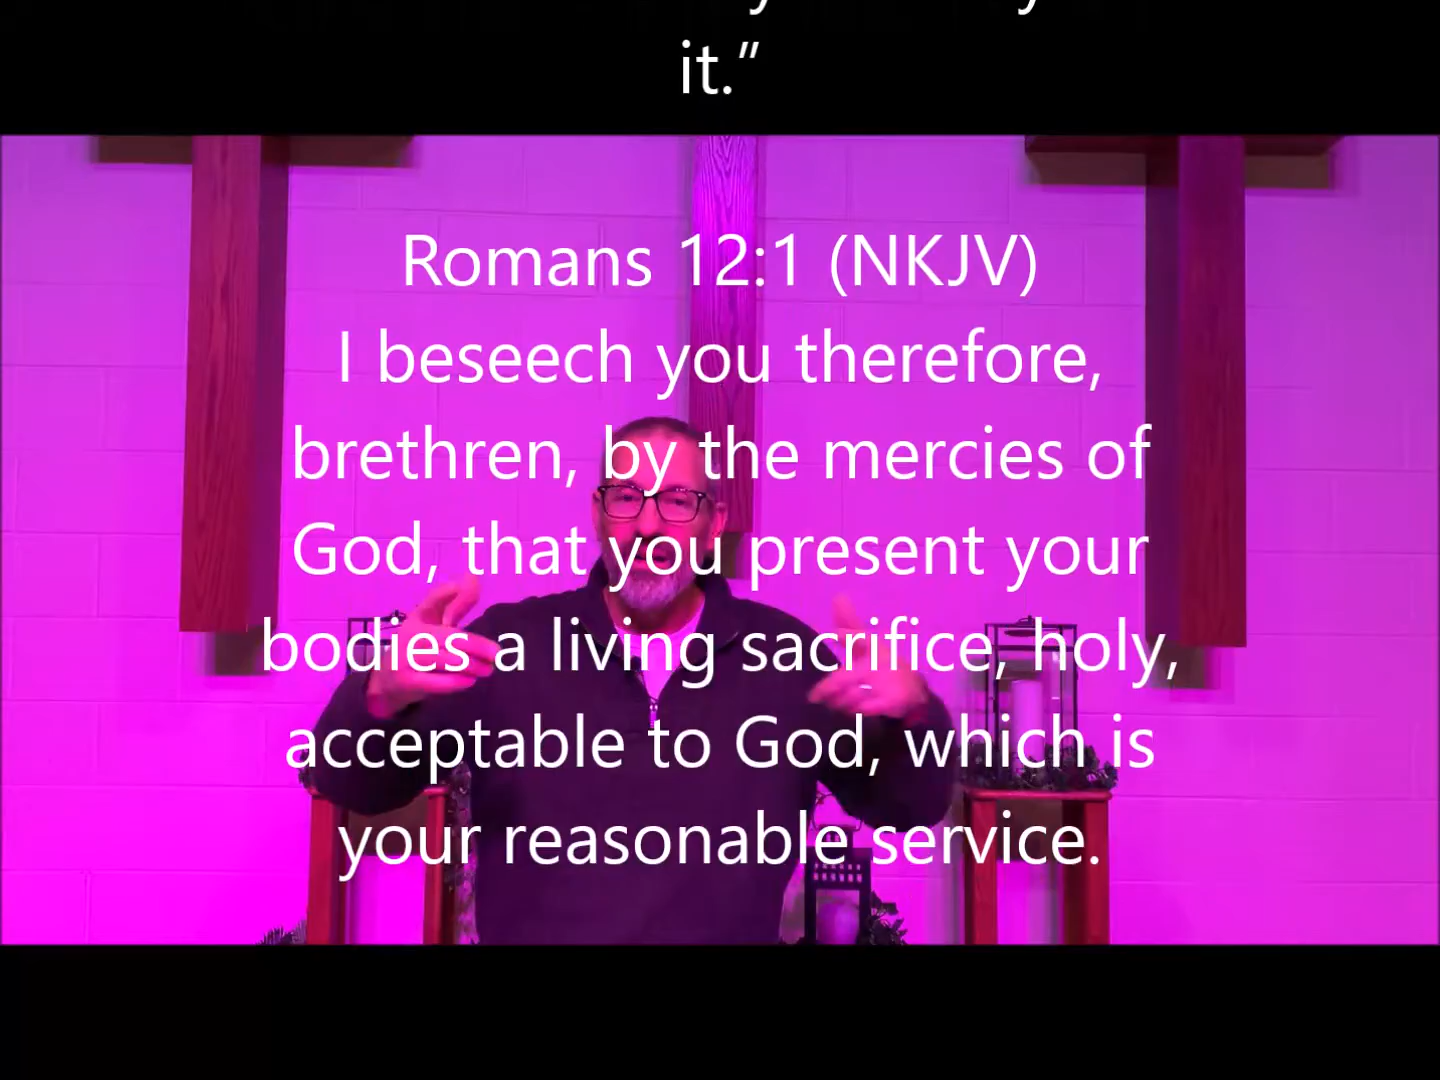 it.”
Romans 12:1 (NKJV)
I beseech you therefore,
brethren, by the mercies of
God, that you present your
bodies a living sacrifice, holy,
acceptable to God, which is
your reasonable service.